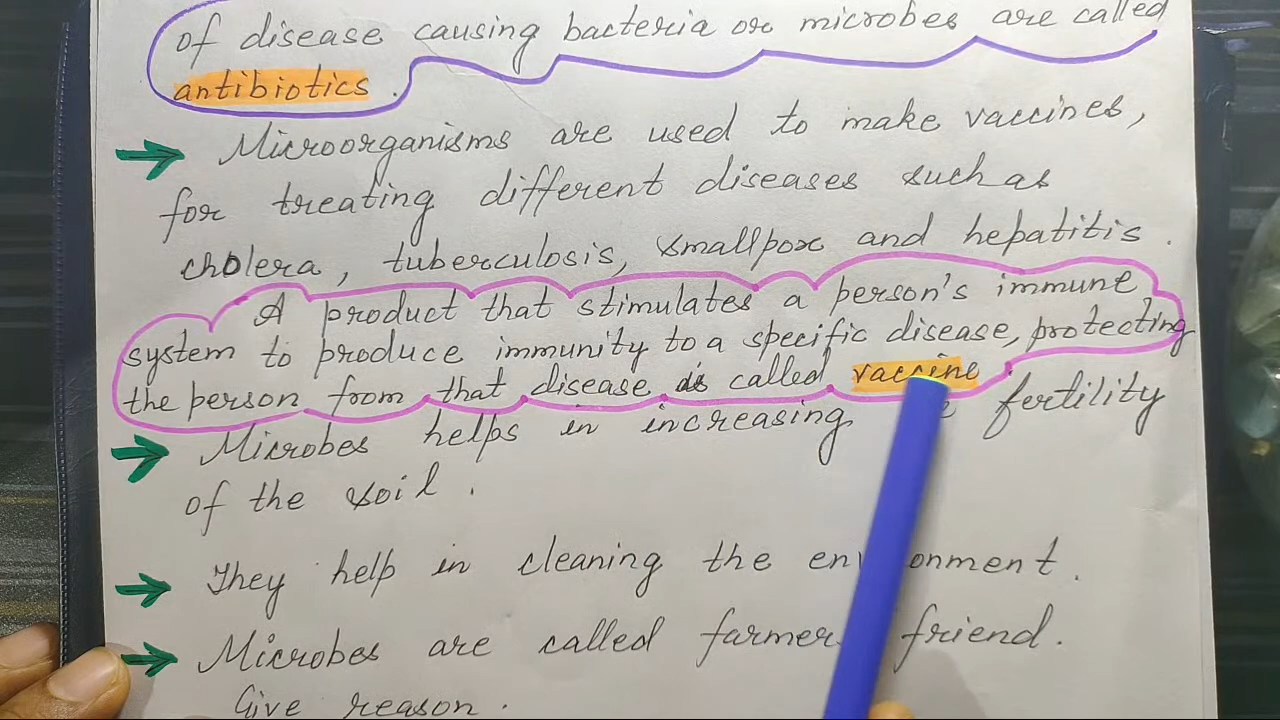 of disease causing bacteria or microbes are called
antibiotics.
Microorganisms are used to make vaccines,
for treating different diseases such as
cholera, tuberculosis, smallpox and hepatitis.
A product that stimulates a person's immune
system to produce immunity to a specific disease, protecting
the person from that disease is called vaccine.
Microbes helps in increasing fertility
of the soil.
They help in cleaning the en onment.
Microbes are called farmer friend.
Give reason.